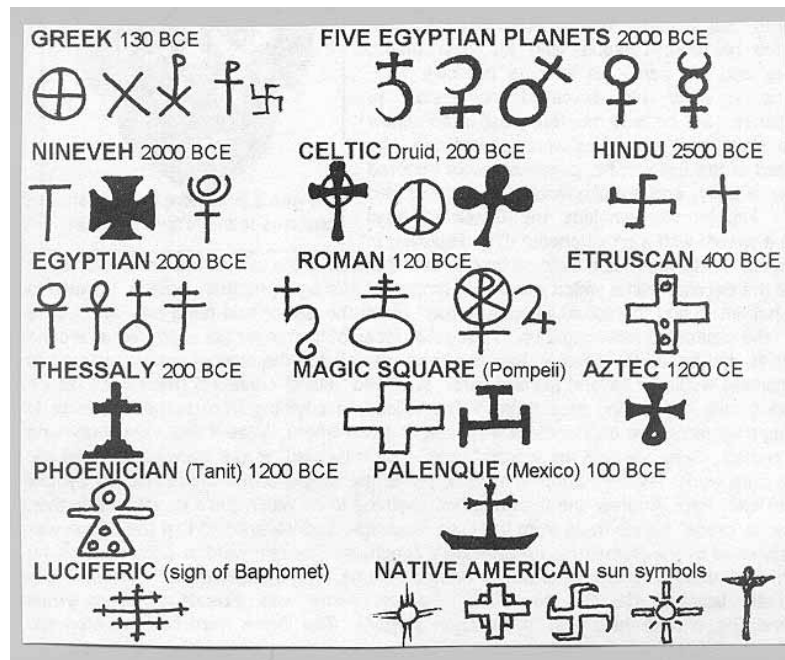 GREEK 130 BCE
FIVE EGYPTIAN PLANETS 2000 BCE
NINEVEH 2000 BCE
CELTIC Druid, 200 BCE
HINDU 2500 BCE
EGYPTIAN 2000 BCE
ROMAN 120 BCE
ETRUSCAN 400 BCE
THESSALY 200 BCE
MAGIC SQUARE (Pompeii)
AZTEC 1200 CE
PHOENICIAN (Tanit) 1200 BCE
PALENQUE (Mexico) 100 BCE
LUCIFERIC (sign of Baphomet)
NATIVE AMERICAN sun symbols